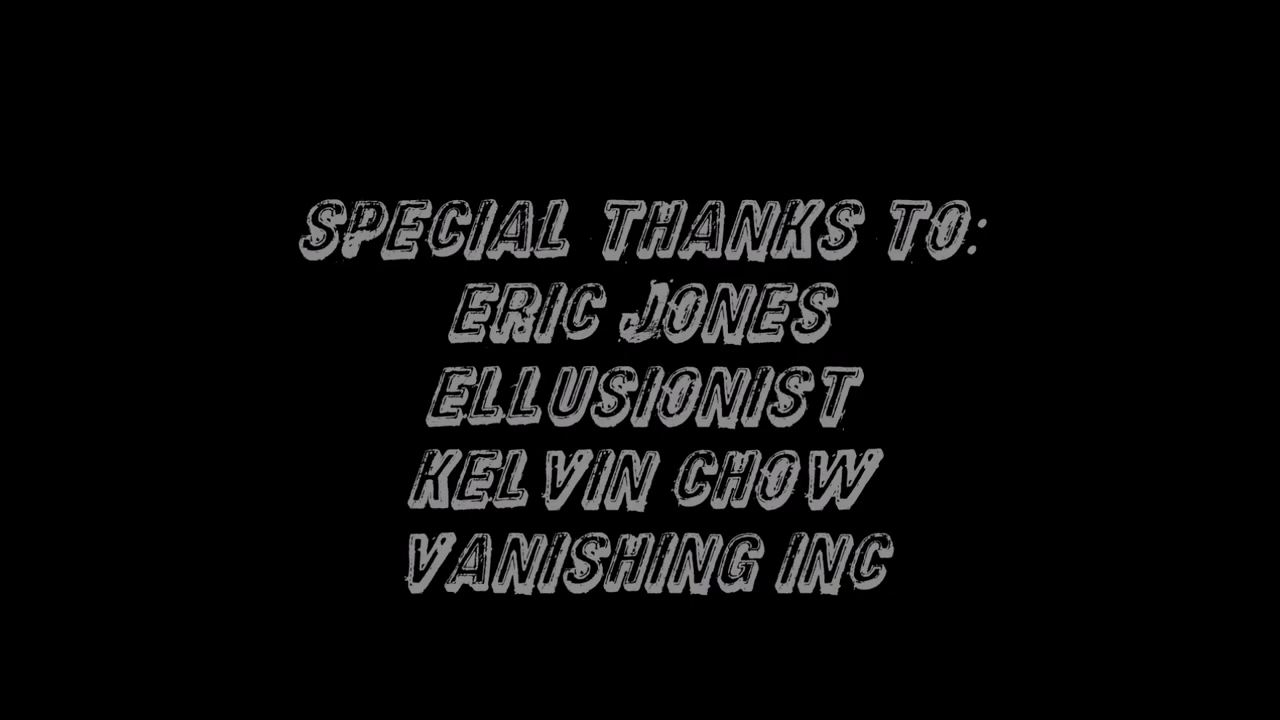 SPECIAL THANKS TO:
ERIC JONES
ELLUSIONIST
KELVIN CHOW
VANISHING INC